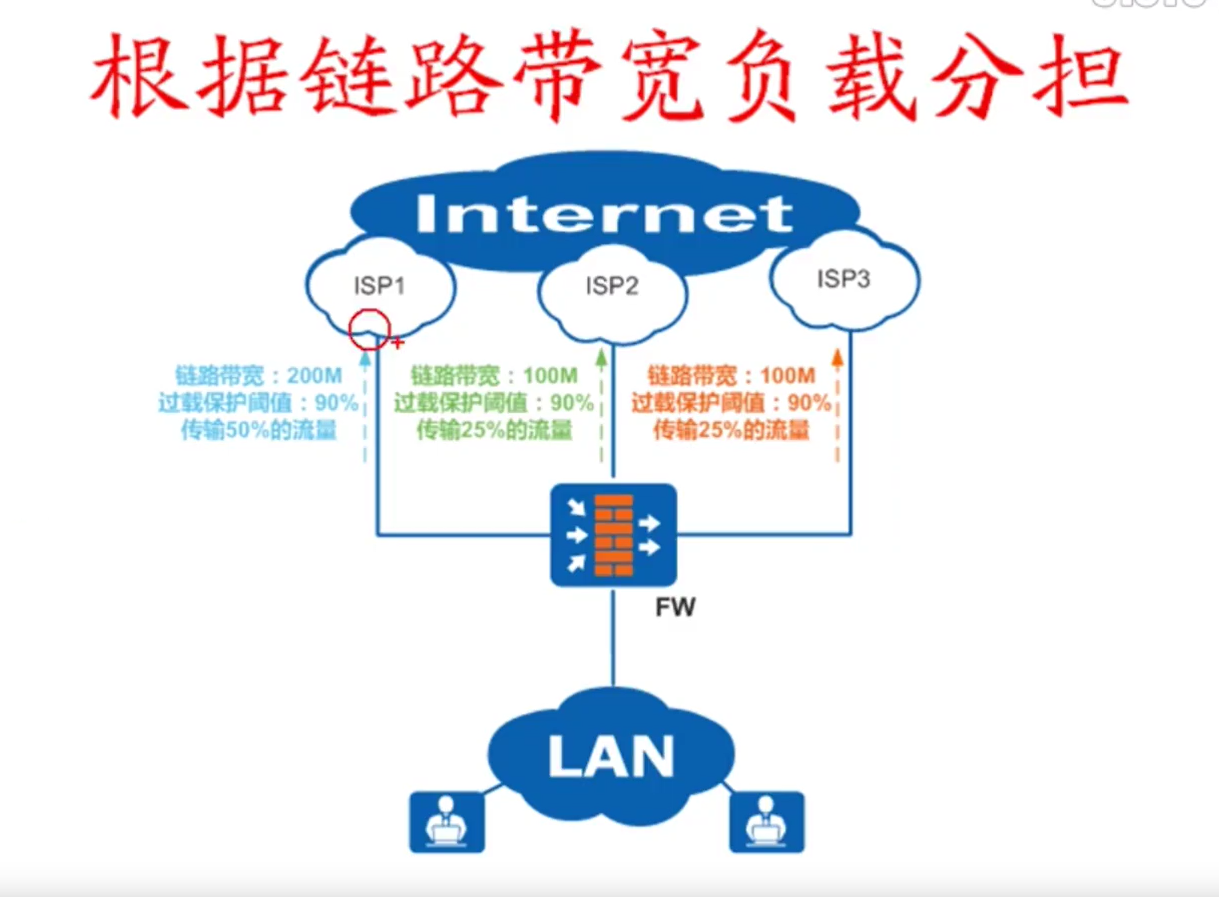 根据链路带宽负载分担
Internet
ISP1
ISP2
ISP3
链路带宽：200M
过载保护阈值：90%
传输50%的流量
链路带宽：100M
过载保护阈值：90%
传输25%的流量
链路带宽：100M
过载保护阈值：90%
传输25%的流量
FW
LAN